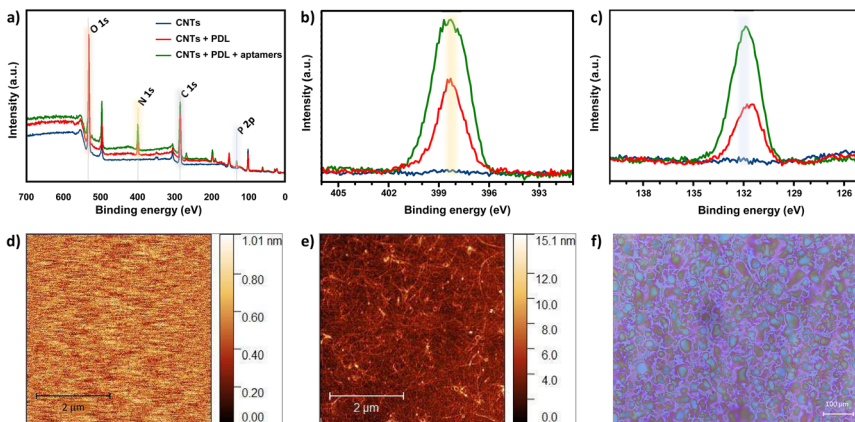 a)
O 1s
CNTs
CNTs + PDL
CNTs + PDL + aptamers
N 1s
C 1s
P 2p
Intensity (a.u.)
700 600 500 400 300 200 100 0
Binding energy (eV)
b)
Intensity (a.u.)
405 402 399 396 393
Binding energy (eV)
c)
Intensity (a.u.)
138 135 132 129 126
Binding energy (eV)
d)
1.01 nm
0.80
0.60
0.40
0.20
0.00
2 µm
e)
15.1 nm
12.0
10.0
8.0
6.0
4.0
0.0
2 µm
f)
100 µm